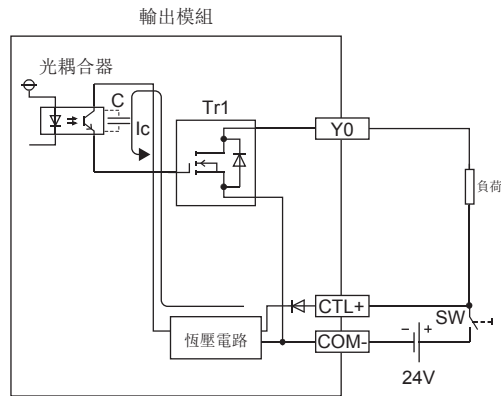 輸出模組
光耦合器
C
Ic
Tr1
Y0
負荷
CTL+
SW
恆壓電路
COM-
− +
24V